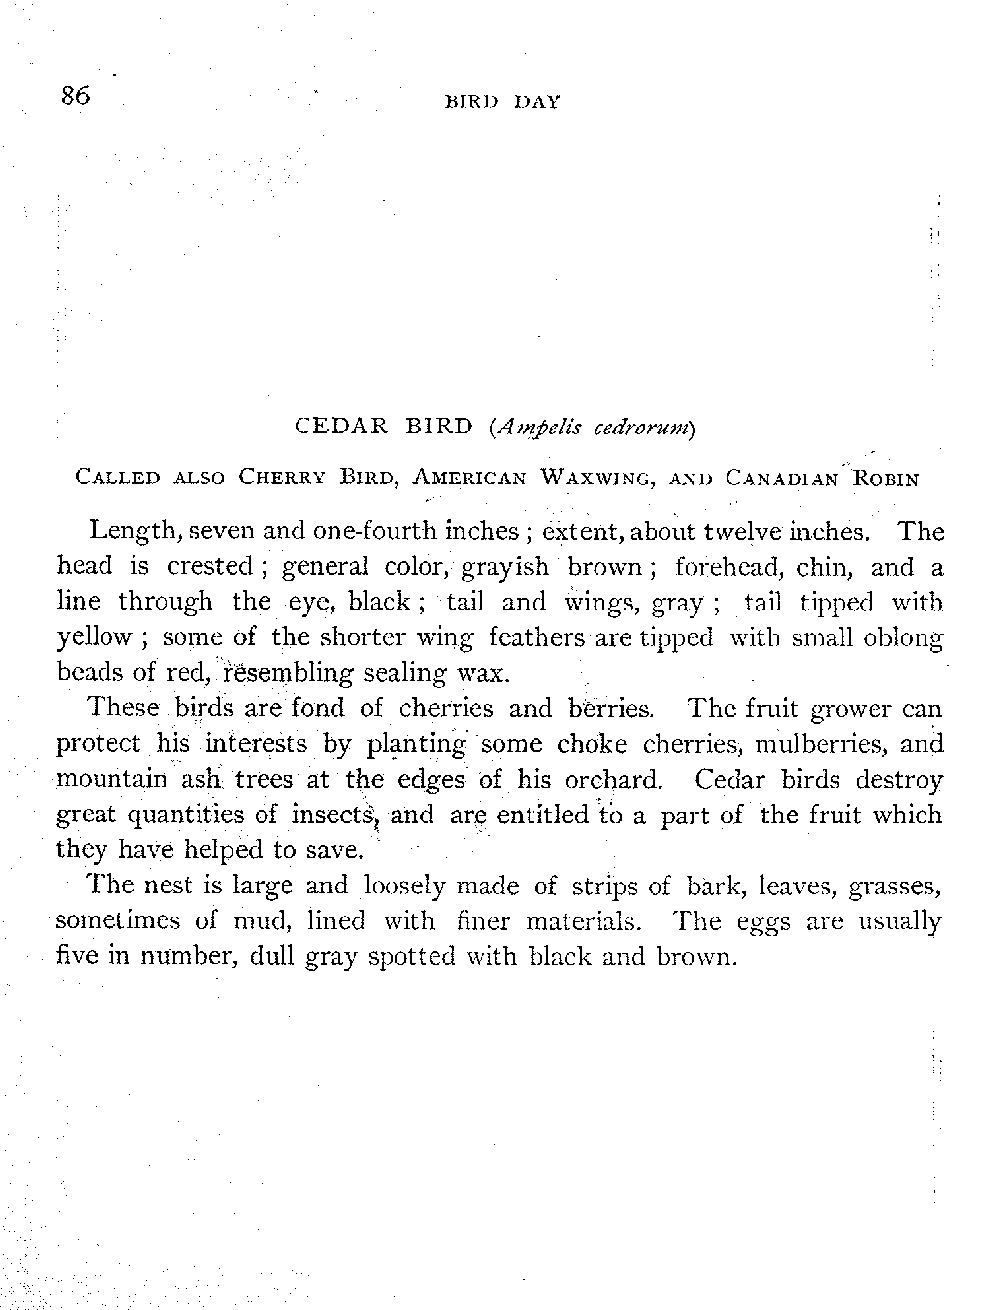 86 BIRD DAY
CEDAR BIRD (Ampelis cedrorum)
CALLED ALSO CHERRY BIRD, AMERICAN WAXWING, AND CANADIAN ROBIN
Length, seven and one-fourth inches ; extent, about twelve inches. The
head is crested ; general color, grayish brown ; forehead, chin, and a
line through the eye, black ; tail and wings, gray ; tail tipped with
yellow ; some of the shorter wing feathers are tipped with small oblong
beads of red, resembling sealing wax.
These birds are fond of cherries and berries. The fruit grower can
protect his interests by planting some choke cherries, mulberries, and
mountain ash trees at the edges of his orchard. Cedar birds destroy
great quantities of insects, and are entitled to a part of the fruit which
they have helped to save.
The nest is large and loosely made of strips of bark, leaves, grasses,
sometimes of mud, lined with finer materials. The eggs are usually
five in number, dull gray spotted with black and brown.